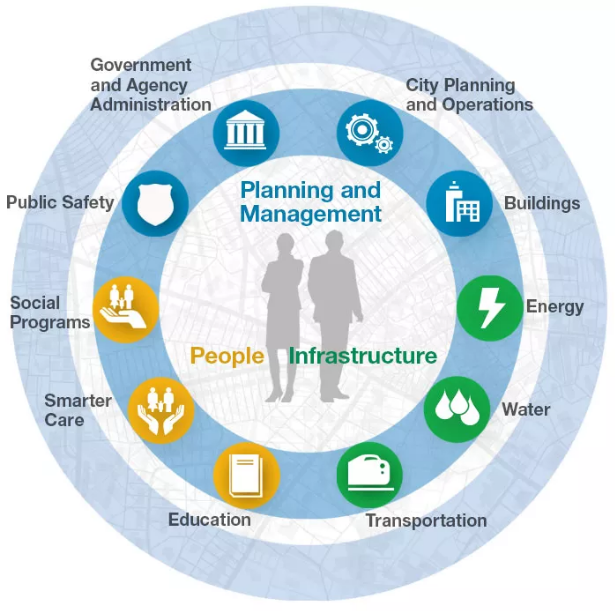 Government
and Agency
Administration
City Planning
and Operations
Public Safety
Planning and
Management
Buildings
Social
Programs
Energy
People
Infrastructure
Smarter
Care
Water
Education
Transportation